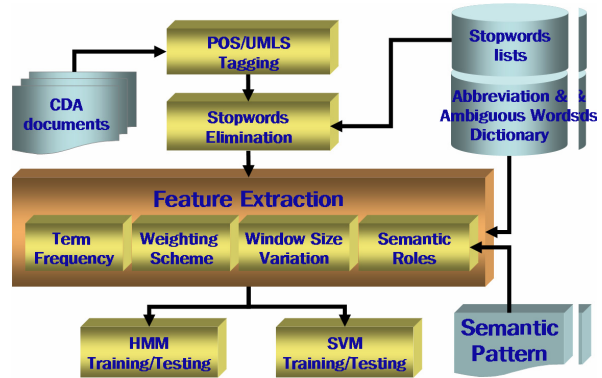 POS/UMLS
Tagging
Stopwords
lists
CDA
documents
Stopwords
Elimination
Abbreviation & &
Ambiguous Wordsds
Dictionary
Feature Extraction
Term
Frequency
Weighting
Scheme
Window Size
Variation
Semantic
Roles
HMM
Training/Testing
SVM
Training/Testing
Semantic
Pattern